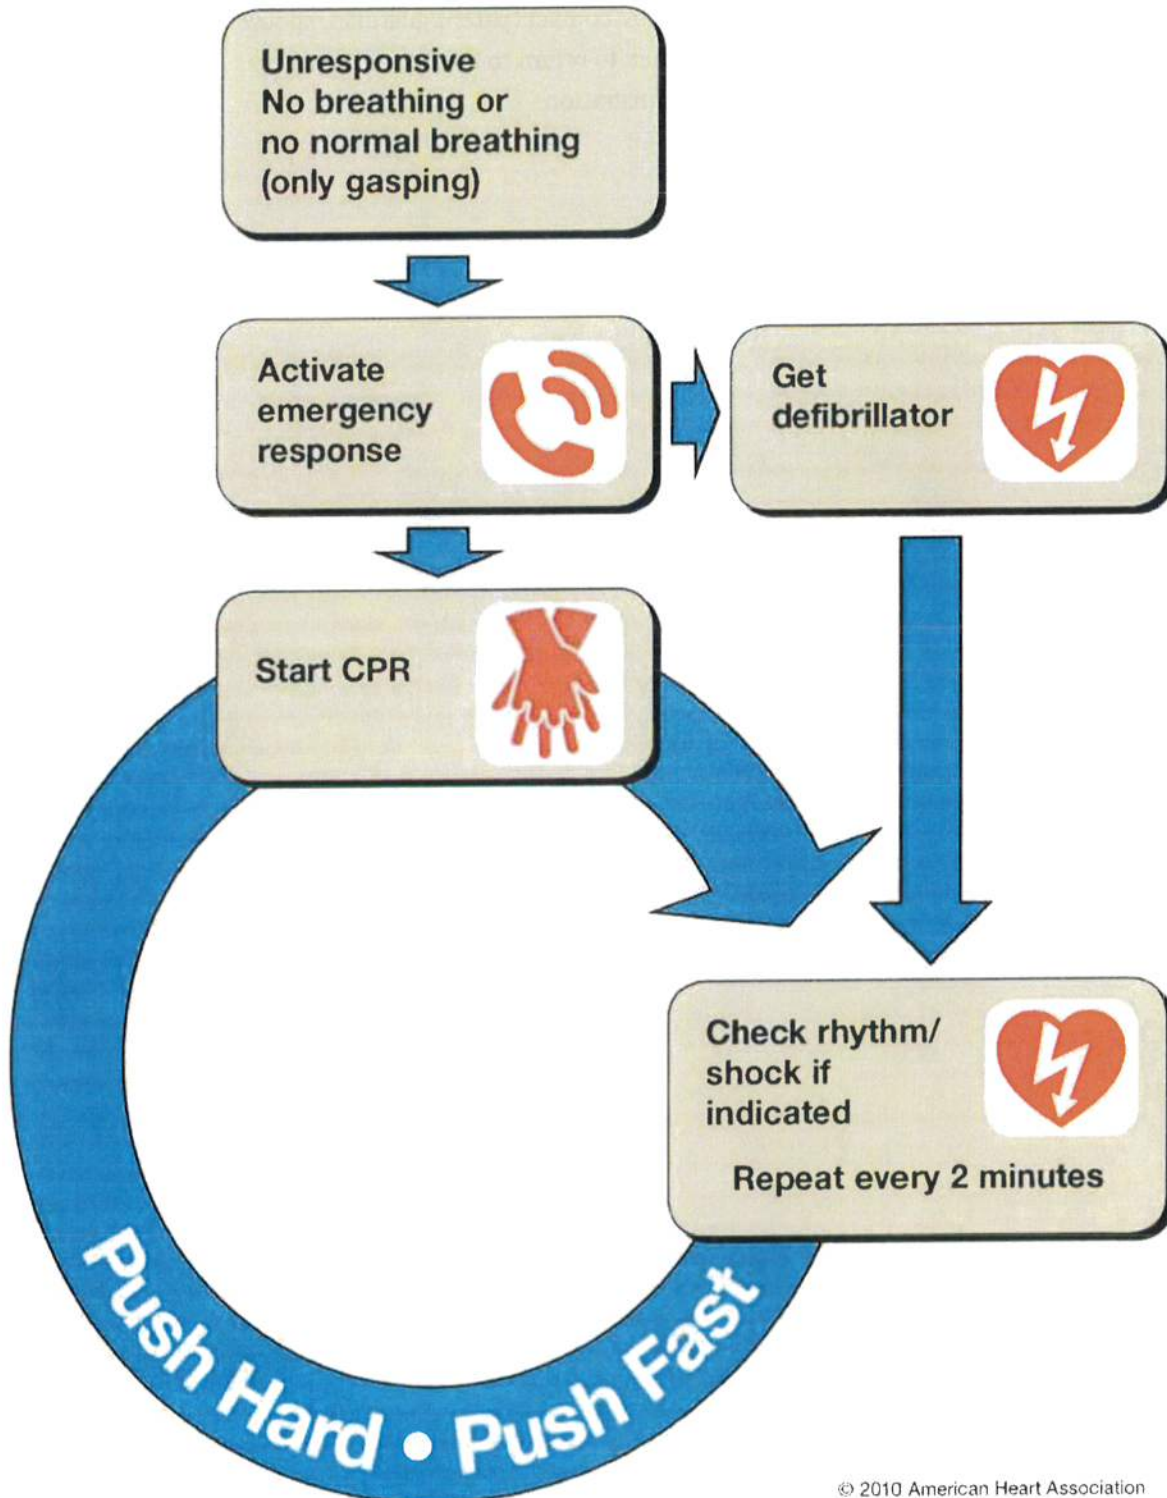 Unresponsive
No breathing or
no normal breathing
(only gasping)
Activate
emergency
response
Get
defibrillator
Start CPR
Check rhythm/
shock if
indicated
Repeat every 2 minutes
Push Hard • Push Fast
© 2010 American Heart Association